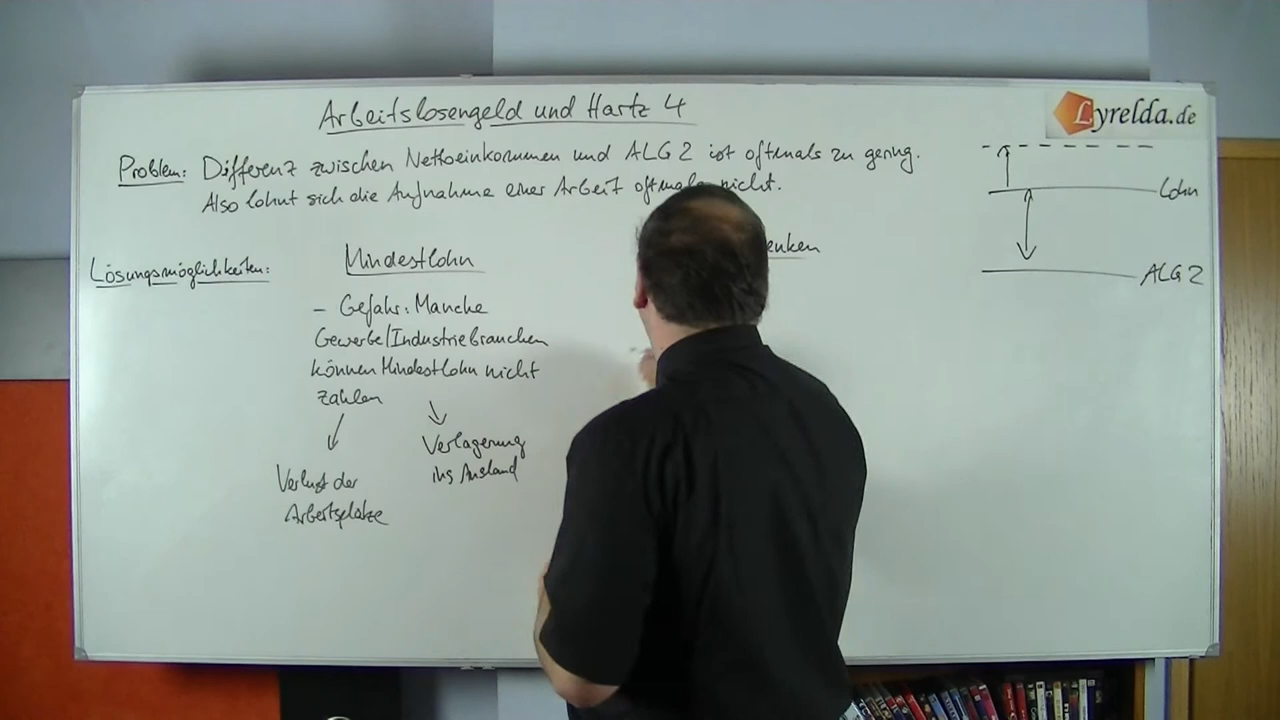 Arbeitslosengeld und Hartz 4
Lyrelda.de
Problem: Differenz zwischen Nettoeinkommen und ALG 2 ist oftmals zu gering.
Also lohnt sich die Aufnahme einer Arbeit oftmals nicht.
Lohn
ALG 2
Lösungsmöglichkeiten:
Mindestlohn
- Gefahr: Manche
Gewerbe/Industriebranchen
können Mindestlohn nicht
zahlen
Verlust der
Arbeitsplätze
Verlagerung
ins Ausland
enken